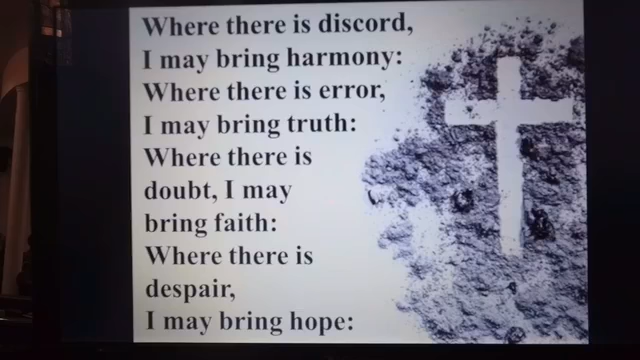 Where there is discord,
I may bring harmony:
Where there is error,
I may bring truth:
Where there is
doubt, I may
bring faith:
Where there is
despair,
I may bring hope: